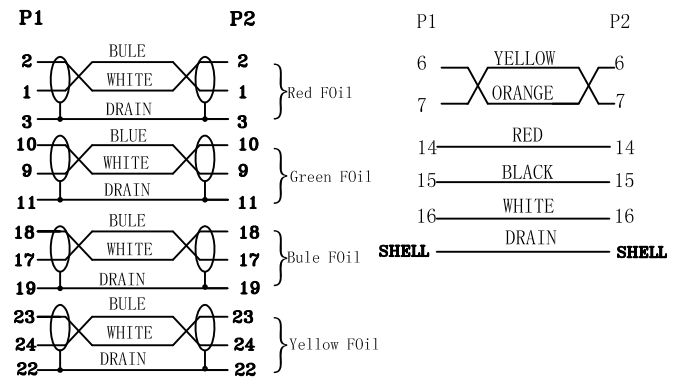 P1 P2
2 BULE 2
1 WHITE 1
3 DRAIN 3
Red FOil
10 BLUE 10
9 WHITE 9
11 DRAIN 11
Green FOil
18 BULE 18
17 WHITE 17
19 DRAIN 19
Bule FOil
23 BULE 23
24 WHITE 24
22 DRAIN 22
Yellow FOil
P1 P2
6 YELLOW 6
7 ORANGE 7
14 RED 14
15 BLACK 15
16 WHITE 16
SHELL DRAIN SHELL